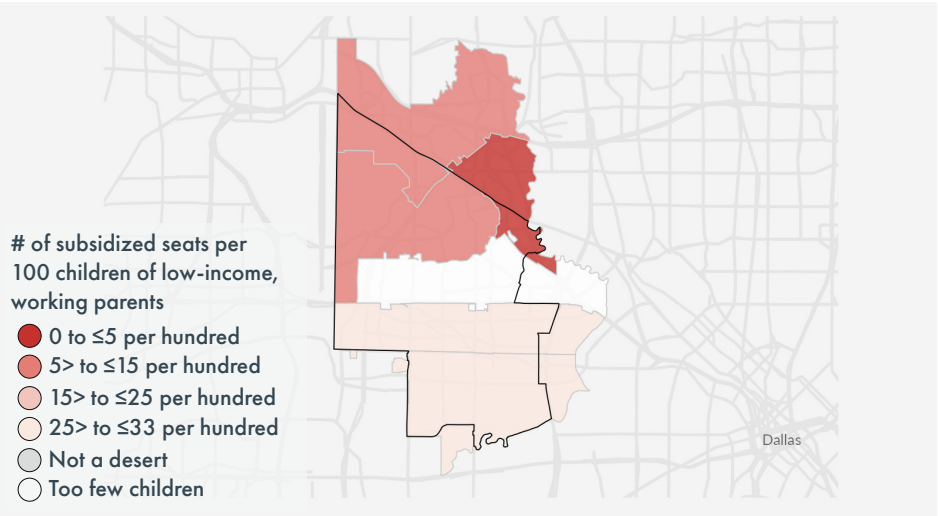 # of subsidized seats per
100 children of low-income,
working parents
0 to ≤5 per hundred
5> to ≤15 per hundred
15> to ≤25 per hundred
25> to ≤33 per hundred
Not a desert
Too few children
Dallas